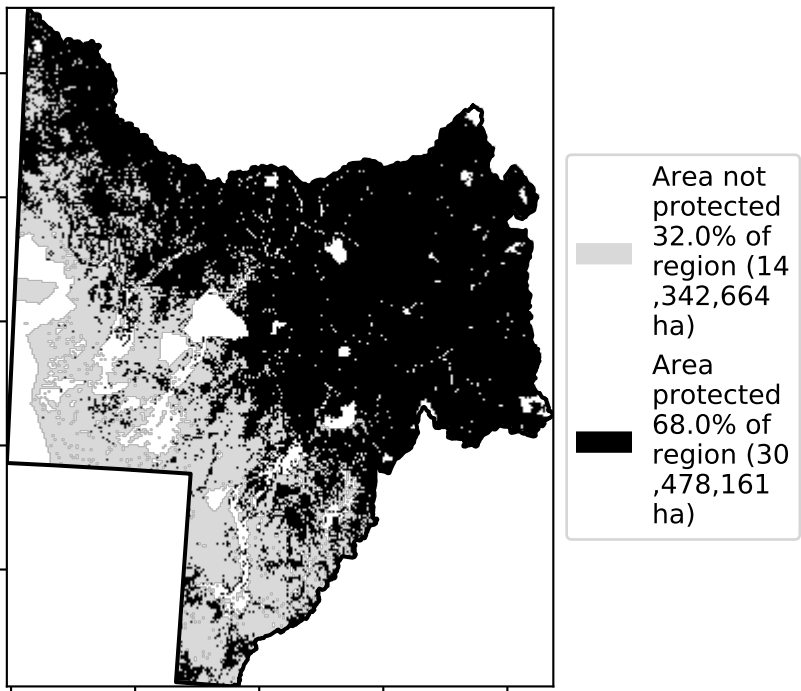 Area not
protected
32.0% of
region (14
,342,664
ha)
Area
protected
68.0% of
region (30
,478,161
ha)